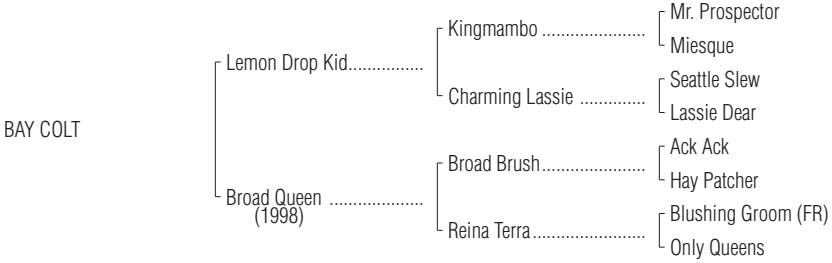 Mr. Prospector
Kingmambo ......................
Miesque
Lemon Drop Kid................
Seattle Slew
Charming Lassie ..............
Lassie Dear
BAY COLT
Ack Ack
Broad Brush......................
Hay Patcher
Broad Queen ....................
(1998)
Blushing Groom (FR)
Reina Terra........................
Only Queens